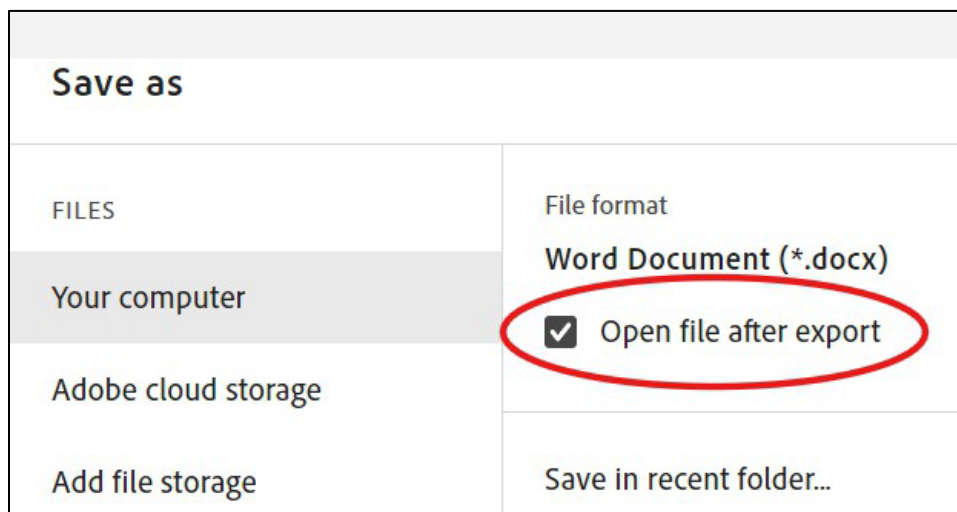 Save as
FILES
Your computer
Adobe cloud storage
Add file storage
File format
Word Document (*.docx)
Open file after export
Save in recent folder...